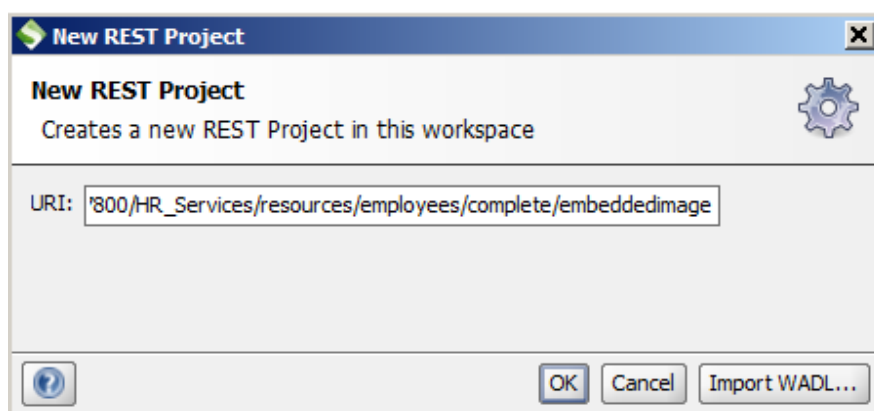 New REST Project
New REST Project
Creates a new REST Project in this workspace
URI: '800/HR_Services/resources/employees/complete/embeddedimage
OK Cancel Import WADL...